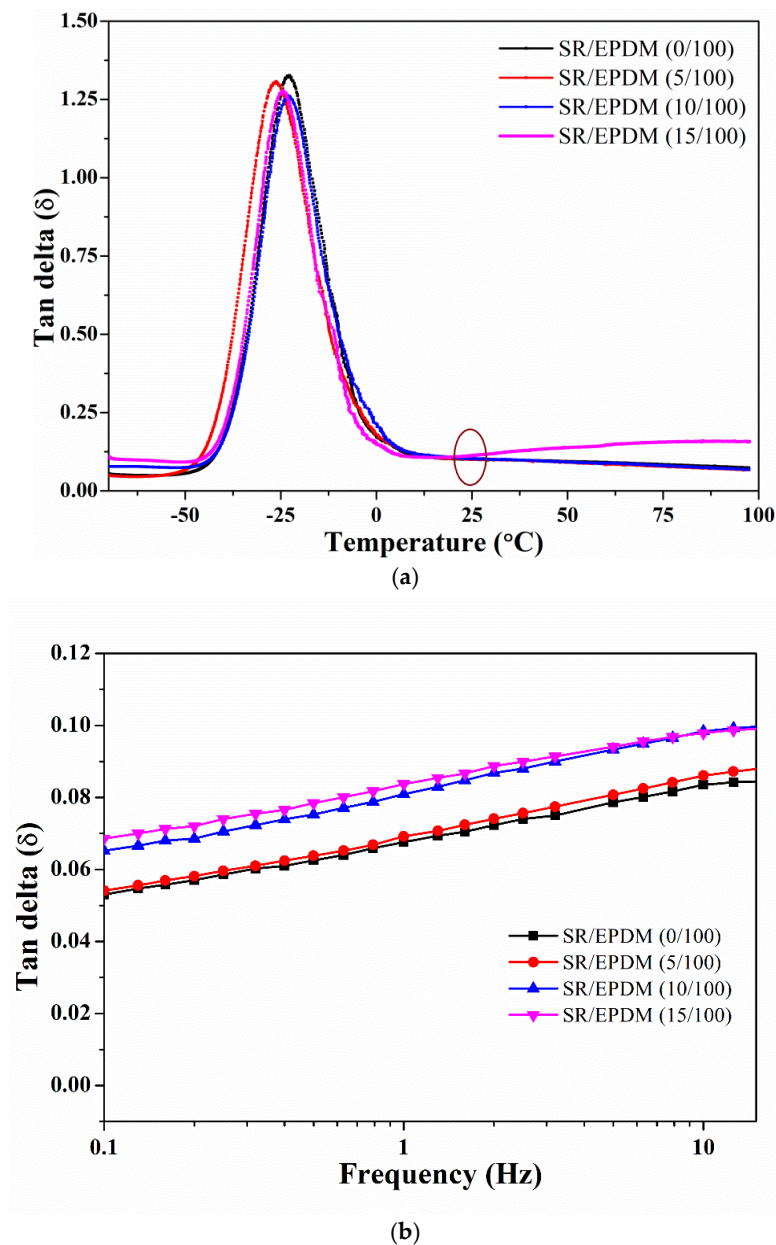 1.50
1.25
1.00
0.75
0.50
0.25
0.00
Tan delta (δ)
SR/EPDM (0/100)
SR/EPDM (5/100)
SR/EPDM (10/100)
SR/EPDM (15/100)
-50 -25 0 25 50 75 100
Temperature (°C)
(a)
0.12
0.10
0.08
0.06
0.04
0.02
0.00
Tan delta (δ)
SR/EPDM (0/100)
SR/EPDM (5/100)
SR/EPDM (10/100)
SR/EPDM (15/100)
0.1 1 10
Frequency (Hz)
(b)